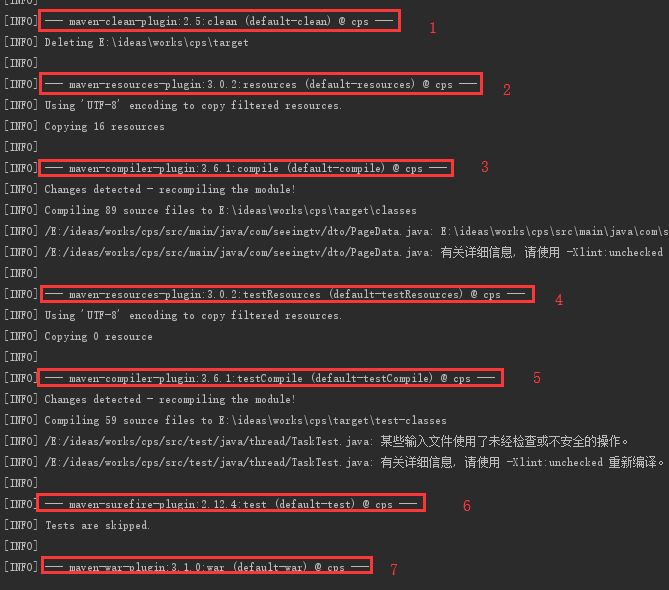 [INFO] --- maven-clean-plugin:2.5:clean (default-clean) @ cps --- 1
[INFO] Deleting E:\ideas\works\cps\target
[INFO]
[INFO] --- maven-resources-plugin:3.0.2:resources (default-resources) @ cps --- 2
[INFO] Using 'UTF-8' encoding to copy filtered resources.
[INFO] Copying 16 resources
[INFO]
[INFO] --- maven-compiler-plugin:3.6.1:compile (default-compile) @ cps --- 3
[INFO] Changes detected - recompiling the module!
[INFO] Compiling 89 source files to E:\ideas\works\cps\target\classes
[INFO] /E:/ideas/works/cps/src/main/java/com/seeingtv/dto/PageData.java: E:\ideas\works\cps\src\main\java\com\s
[INFO] /E:/ideas/works/cps/src/main/java/com/seeingtv/dto/PageData.java: 有关详细信息, 请使用 -Xlint:unchecked
[INFO]
[INFO] --- maven-resources-plugin:3.0.2:testResources (default-testResources) @ cps --- 4
[INFO] Using 'UTF-8' encoding to copy filtered resources.
[INFO] Copying 0 resource
[INFO]
[INFO] --- maven-compiler-plugin:3.6.1:testCompile (default-testCompile) @ cps --- 5
[INFO] Changes detected - recompiling the module!
[INFO] Compiling 59 source files to E:\ideas\works\cps\target\test-classes
[INFO] /E:/ideas/works/cps/src/test/java/thread/TaskTest.java: 某些输入文件使用了未经检查或不安全的操作。
[INFO] /E:/ideas/works/cps/src/test/java/thread/TaskTest.java: 有关详细信息, 请使用 -Xlint:unchecked 重新编译。
[INFO]
[INFO] --- maven-surefire-plugin:2.12.4:test (default-test) @ cps --- 6
[INFO] Tests are skipped.
[INFO]
[INFO] --- maven-war-plugin:3.1.0:war (default-war) @ cps --- 7